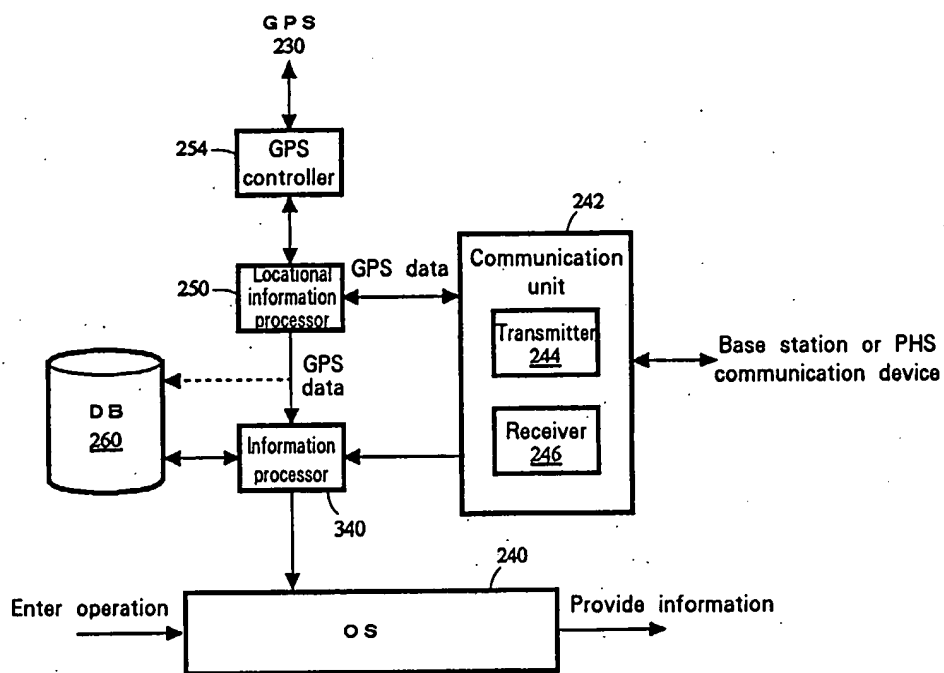 GPS
230
254
GPS
controller
242
250
Locational
information
processor
GPS data
Communication
unit
Transmitter
244
Base station or PHS
communication device
GPS
data
DB
260
Information
processor
Receiver
246
340
240
Enter operation
OS
Provide information